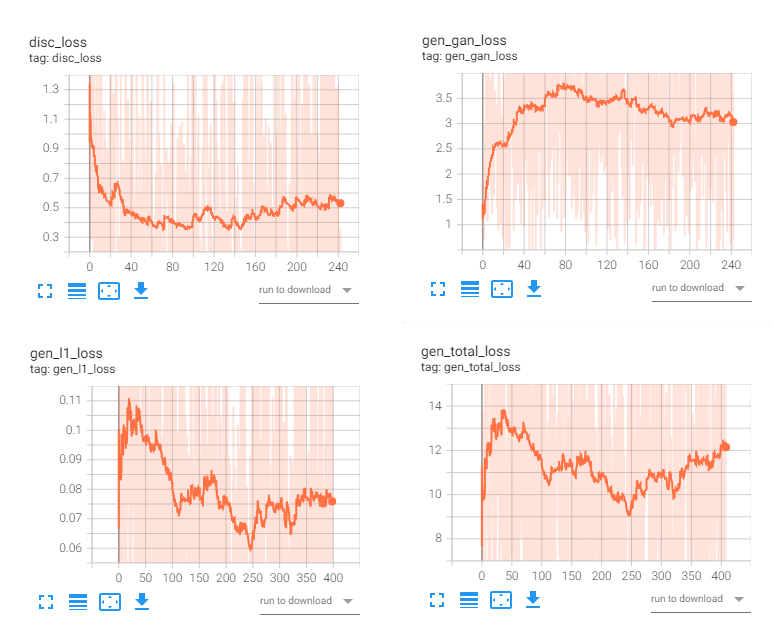 disc_loss
tag: disc_loss
1.3
1.1
0.9
0.7
0.5
0.3
0 40 80 120 160 200 240
run to download
gen_gan_loss
tag: gen_gan_loss
3.5
3
2.5
2
1.5
1
0 40 80 120 160 200 240
run to download
gen_l1_loss
tag: gen_l1_loss
0.11
0.1
0.09
0.08
0.07
0.06
0 50 100 150 200 250 300 350 400
run to download
gen_total_loss
tag: gen_total_loss
14
12
10
8
0 50 100 150 200 250 300 350 400
run to download